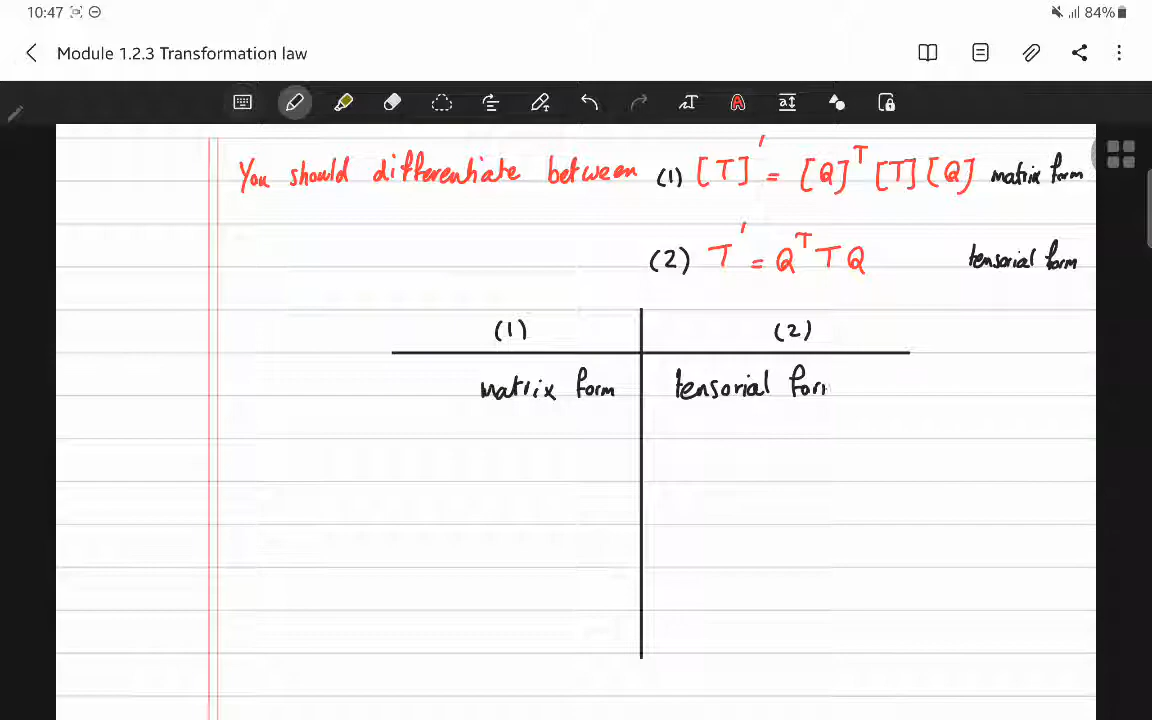 10:47 84%
Module 1.2.3 Transformation law
You should differentiate between (1) [T]' = [Q]ᵀ [T][Q] matrix form
(2) T' = Qᵀ T Q tensorial form
(1) (2)
matrix form tensorial for